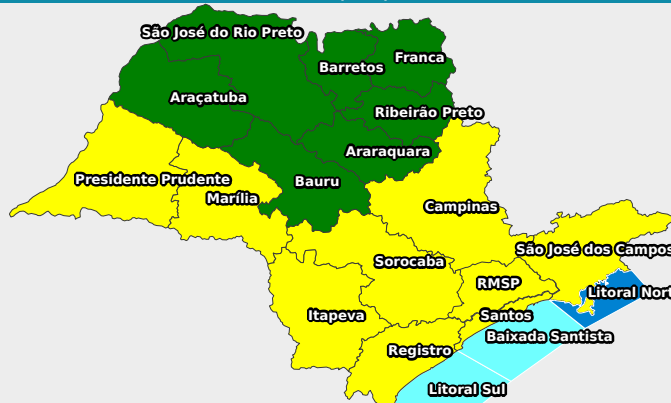 São José do Rio Preto
Franca
Barretos
Araçatuba
Ribeirão Preto
Araraquara
Presidente Prudente
Bauru
Marília
Campinas
São José dos Campos
Sorocaba
RMSP
Litoral Nort
Itapeva
Santos
Baixada Santista
Registro
Litoral Sul